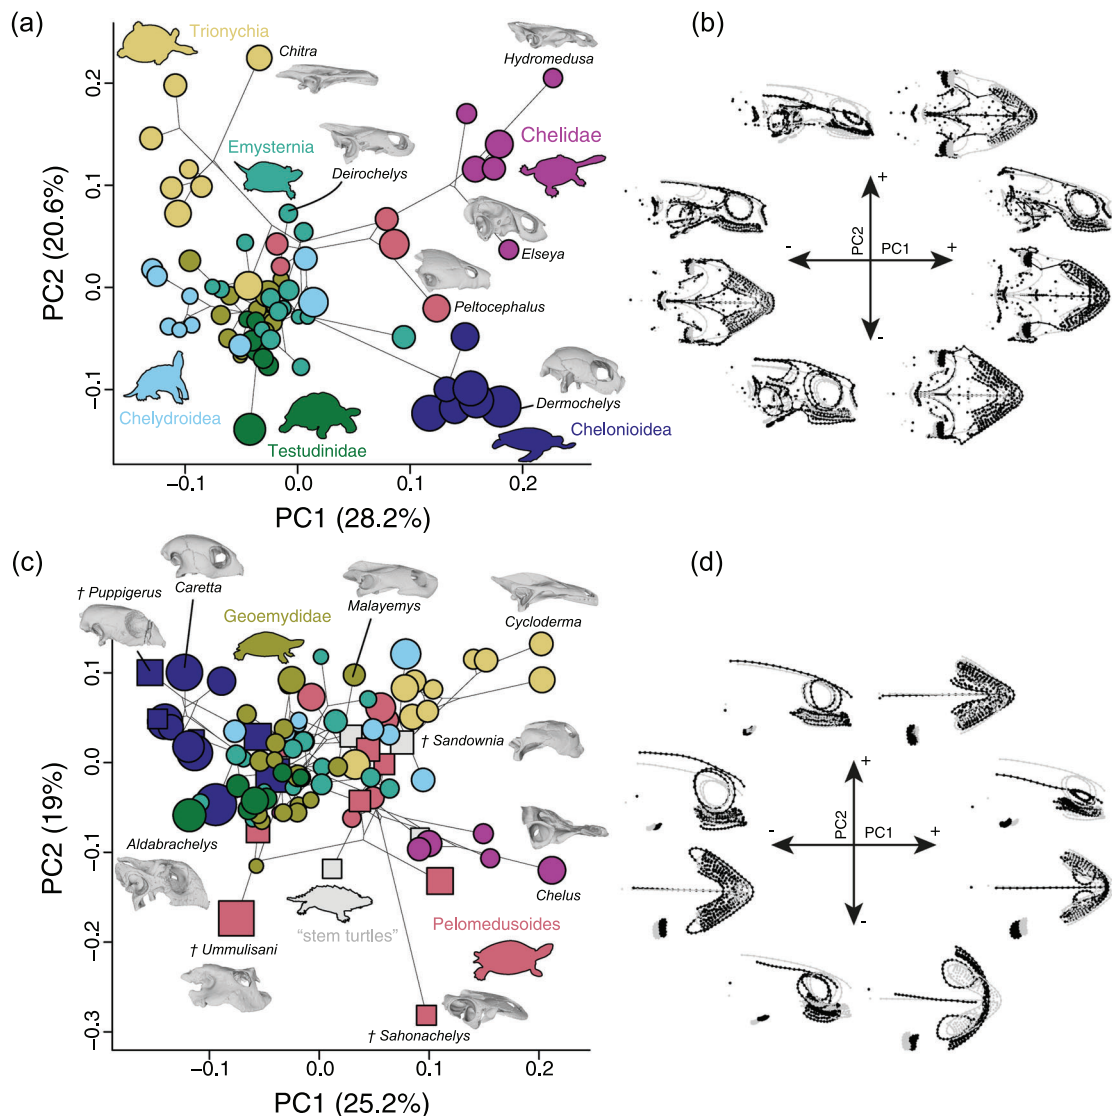 (a)
Trionychia
Chitra
Hydromedusa
Emysternia
Deirochelys
Chelidae
Elseya
Peltocephalus
Chelydroidea
Testudinidae
Dermochelys
Chelonioidea
0.2
0.1
0.0
−0.1
PC2 (20.6%)
−0.1
0.0
0.1
0.2
PC1 (28.2%)
(b)
+
PC2
PC1
-
+
-
(c)
† Puppigerus
Caretta
Geoemydidae
Malayemys
Cycloderma
† Sandownia
Aldabrachelys
Chelus
"stem turtles"
Pelomedusoides
† Ummulisani
† Sahonachelys
0.1
0.0
−0.1
−0.2
−0.3
PC2 (19%)
−0.1
0.0
0.1
0.2
PC1 (25.2%)
(d)
+
PC2
PC1
-
+
-